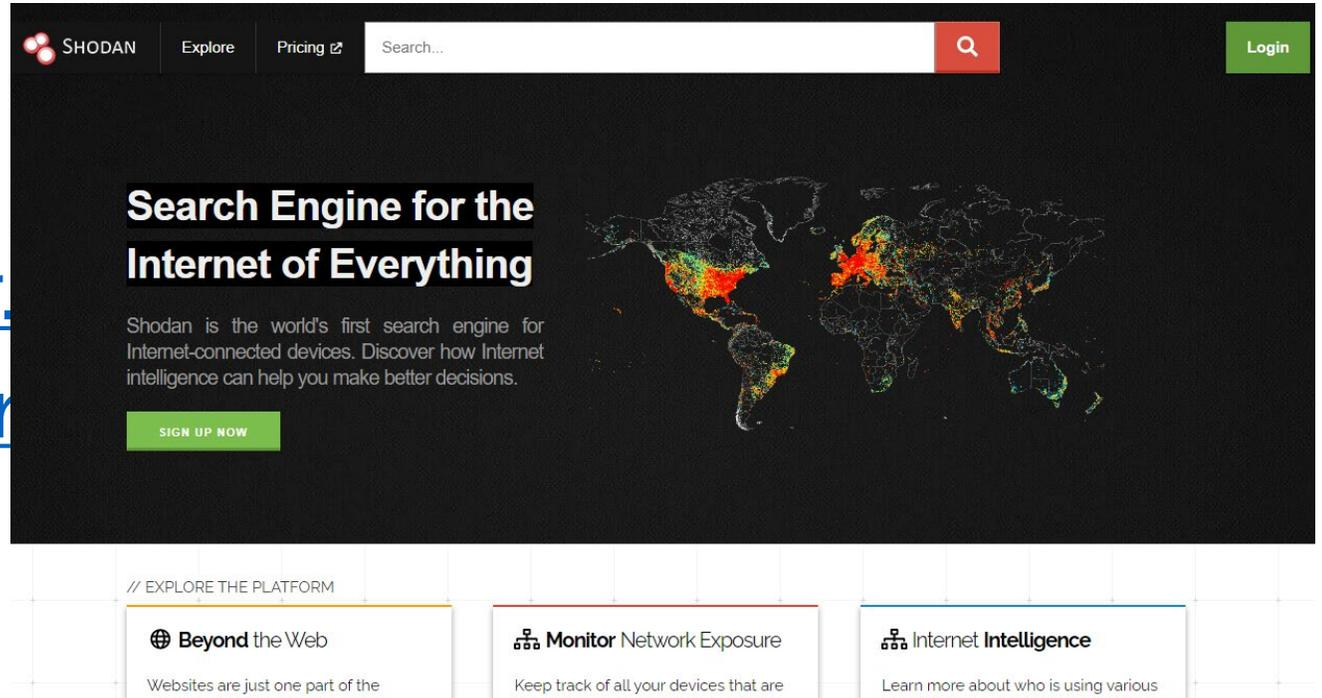 SHODAN
Explore
Pricing
Search...
Login
Search Engine for the
Internet of Everything
Shodan is the world's first search engine for
Internet-connected devices. Discover how Internet
intelligence can help you make better decisions.
SIGN UP NOW
// EXPLORE THE PLATFORM
Beyond the Web
Websites are just one part of the
Monitor Network Exposure
Keep track of all your devices that are
Internet Intelligence
Learn more about who is using various